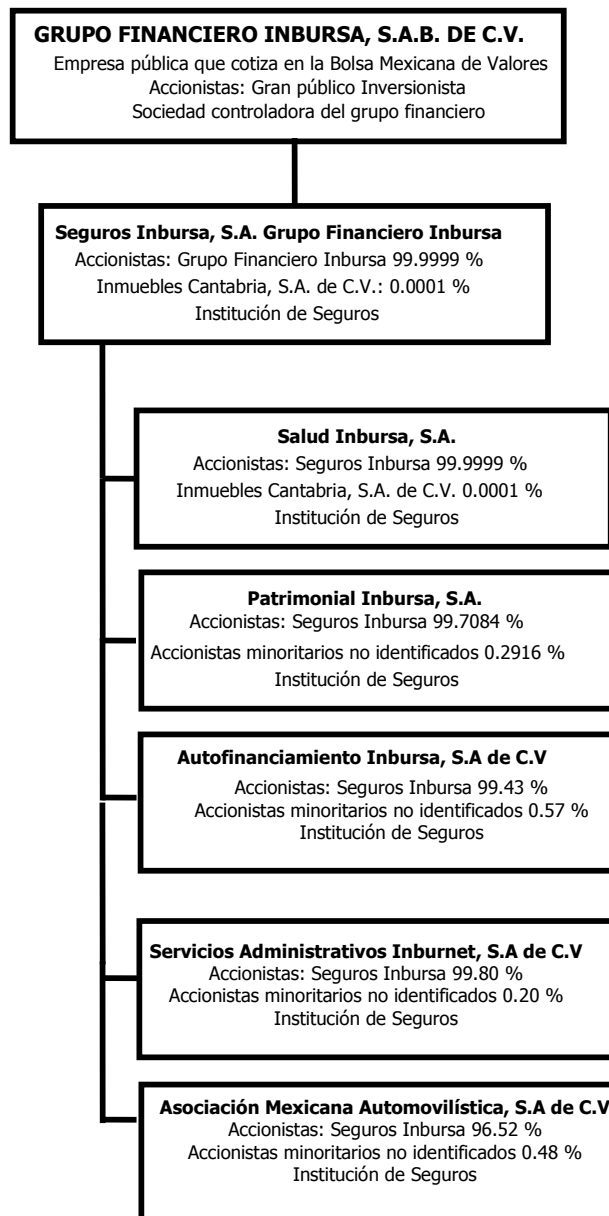 GRUPO FINANCIERO INBURSA, S.A.B. DE C.V.
Empresa pública que cotiza en la Bolsa Mexicana de Valores
Accionistas: Gran público Inversionista
Sociedad controladora del grupo financiero
Seguros Inbursa, S.A. Grupo Financiero Inbursa
Accionistas: Grupo Financiero Inbursa 99.9999 %
Inmuebles Cantabria, S.A. de C.V.: 0.0001 %
Institución de Seguros
Salud Inbursa, S.A.
Accionistas: Seguros Inbursa 99.9999 %
Inmuebles Cantabria, S.A. de C.V. 0.0001 %
Institución de Seguros
Patrimonial Inbursa, S.A.
Accionistas: Seguros Inbursa 99.7084 %
Accionistas minoritarios no identificados 0.2916 %
Institución de Seguros
Autofinanciamiento Inbursa, S.A de C.V
Accionistas: Seguros Inbursa 99.43 %
Accionistas minoritarios no identificados 0.57 %
Institución de Seguros
Servicios Administrativos Inburnet, S.A de C.V
Accionistas: Seguros Inbursa 99.80 %
Accionistas minoritarios no identificados 0.20 %
Institución de Seguros
Asociación Mexicana Automovilística, S.A de C.V
Accionistas: Seguros Inbursa 96.52 %
Accionistas minoritarios no identificados 0.48 %
Institución de Seguros